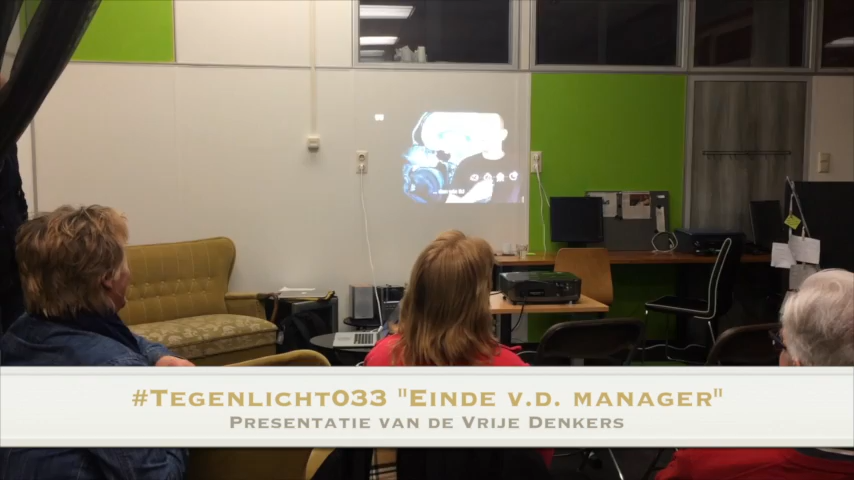 #Tegenlicht033 "Einde v.d. manager"
Presentatie van de Vrije Denkers